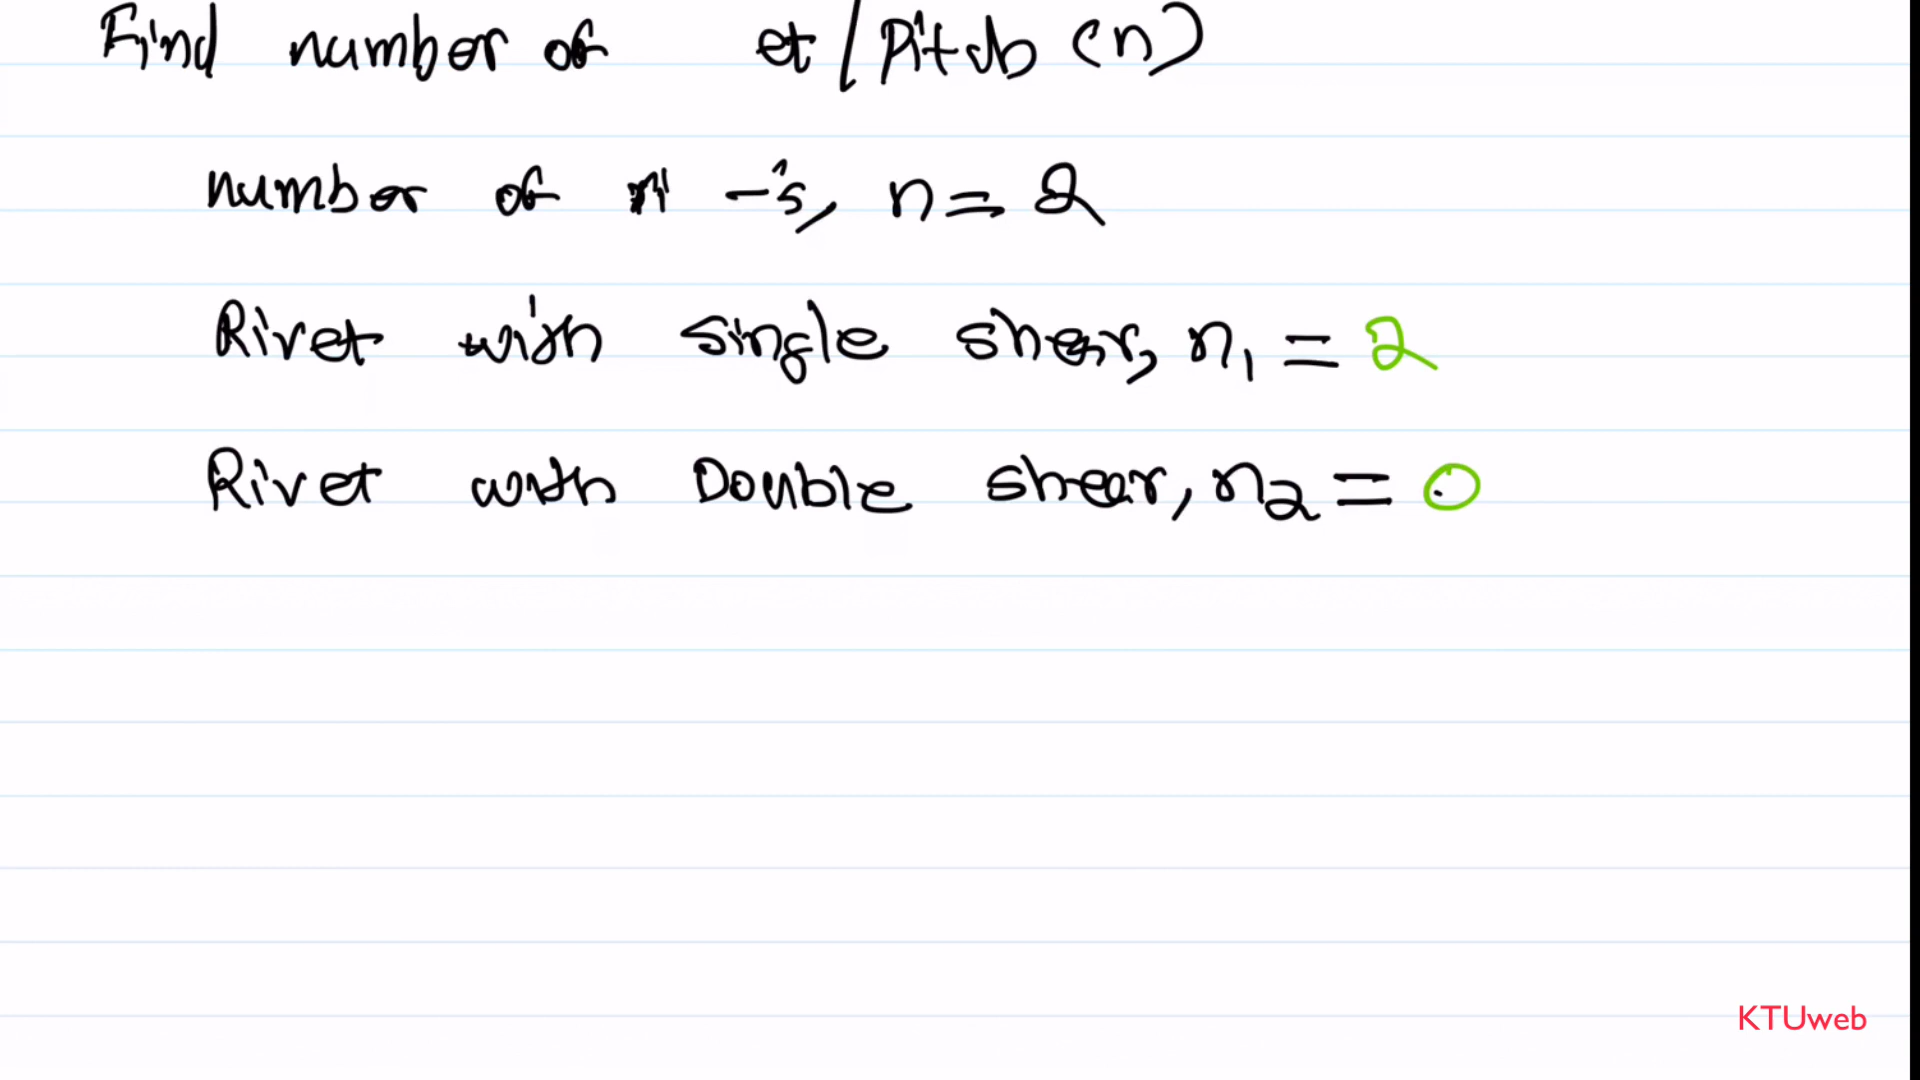 Find number of et/Pitch (n)
number of n = 2
Rivet with single shear, n₁ = 2
Rivet with Double shear, n₂ = 0
KTUweb